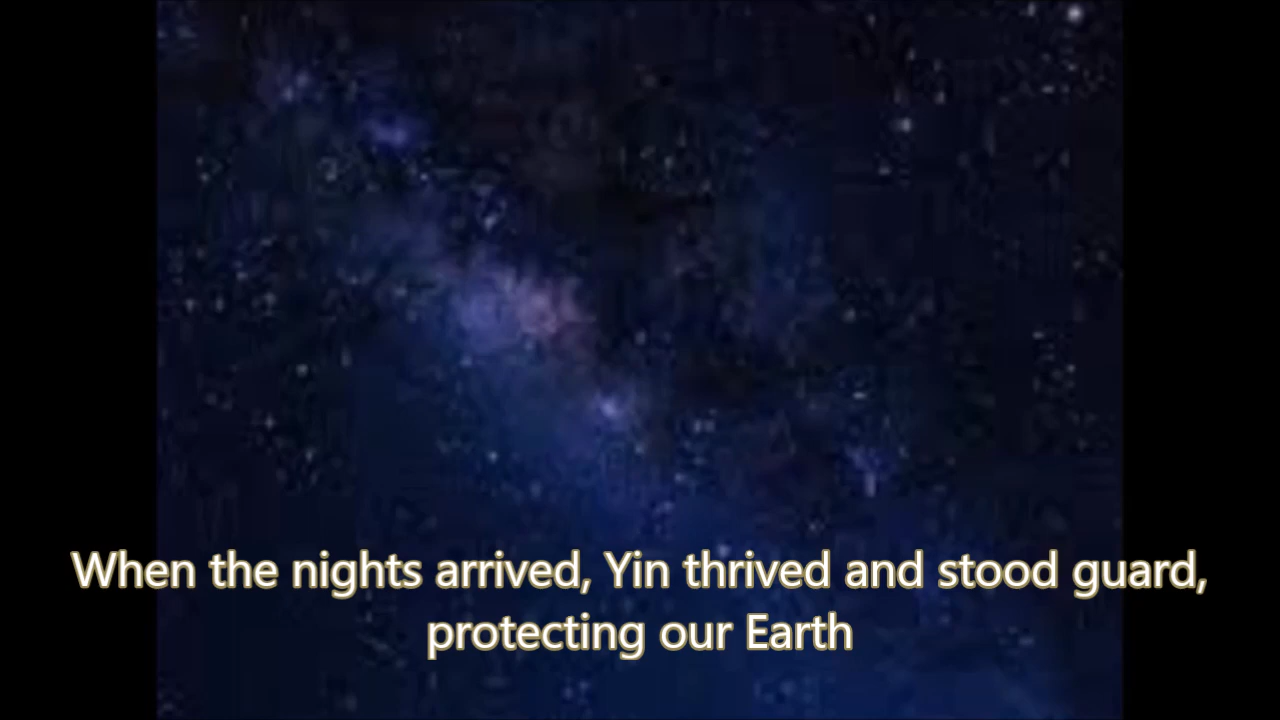 When the nights arrived, Yin thrived and stood guard,
protecting our Earth